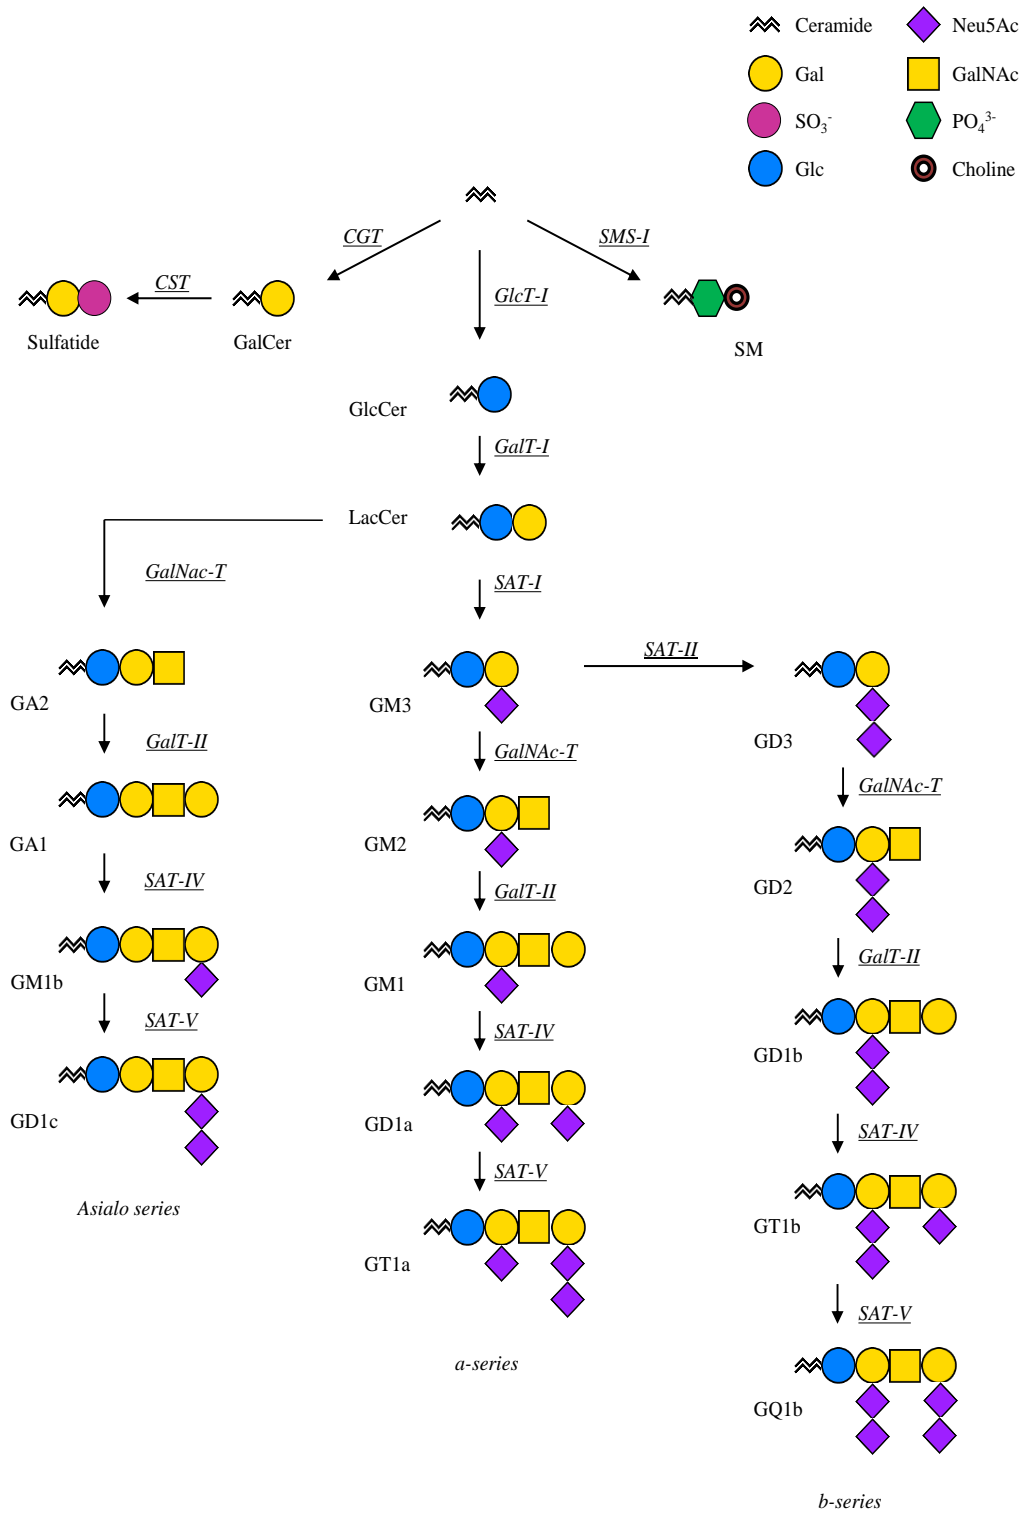 Ceramide
Neu5Ac
Gal
GalNAc
SO₃⁻
PO₄³⁻
Glc
Choline
CGT
SMS-I
CST
GlcT-I
Sulfatide
GalCer
SM
GlcCer
GalT-I
LacCer
GalNac-T
SAT-I
SAT-II
GA2
GM3
GD3
GalT-II
GalNAc-T
GalNAc-T
GA1
GM2
GD2
SAT-IV
GalT-II
GalT-II
GM1b
GM1
GD1b
SAT-V
SAT-IV
SAT-IV
GD1c
GD1a
GT1b
SAT-V
Asialo series
GT1a
SAT-V
a-series
GQ1b
b-series